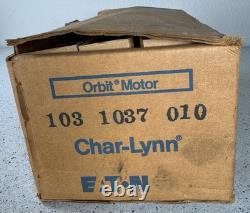 Orbit® Motor
103 1037 010
Char-Lynn®
EATON